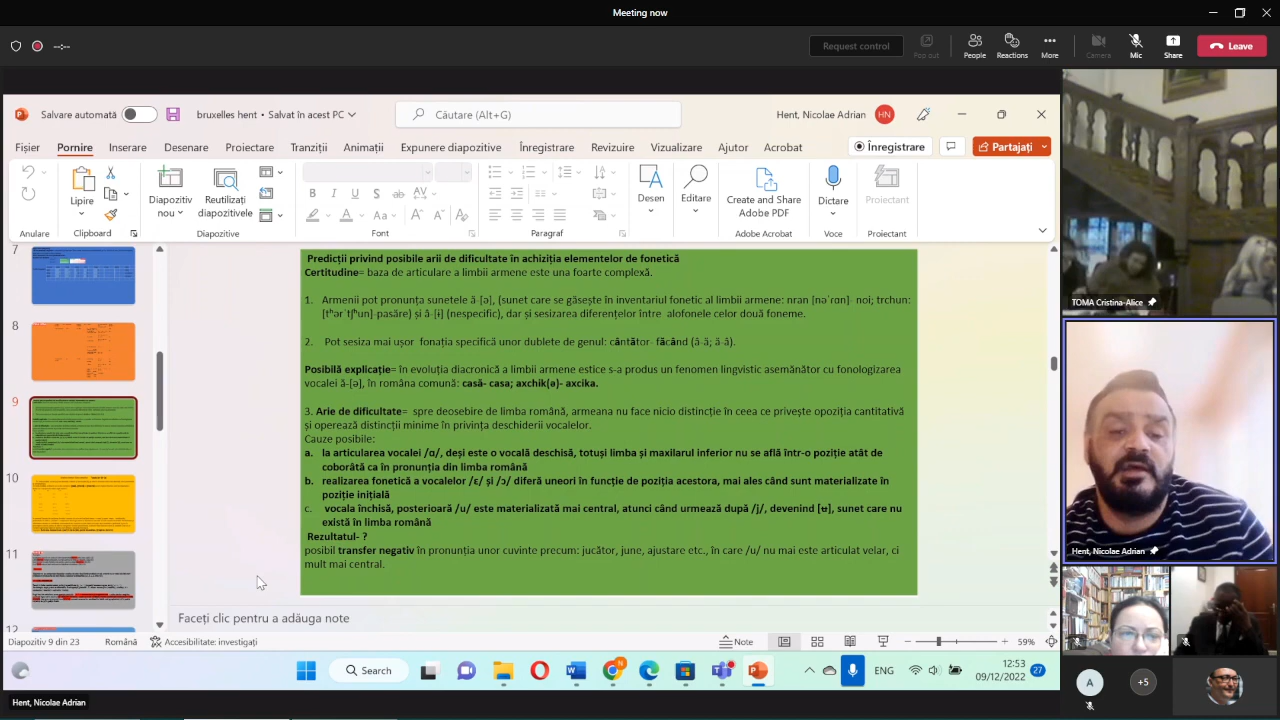 Meeting now
--:--
Request control
Pop out
People
Reactions
More
Camera
Mic
Share
Leave
Salvare automată
bruxelles hent • Salvat în acest PC
Căutare (Alt+G)
Hent, Nicolae Adrian
HN
Fișier
Pornire
Inserare
Desenare
Proiectare
Tranziții
Animații
Expunere diapozitive
Înregistrare
Revizuire
Vizualizare
Ajutor
Acrobat
Înregistrare
Partajați
Lipire
Diapozitiv nou
Reutilizați diapozitivele
Desen
Editare
Create and Share Adobe PDF
Dictare
Proiectant
Anulare
Clipboard
Diapozitive
Font
Paragraf
Adobe Acrobat
Voce
Proiectant
7
8
9
10
11
12
Predicții privind posibile arii de dificultate în achiziția elementelor de fonetică
Certitudine= baza de articulare a limbii armene este una foarte complexă.
1. Armenii pot pronunța sunetele ă-[ə], (sunet care se găsește în inventarul fonetic al limbii armene: nran [nəˈrɑn]- noi; trchun:
[tʰərˈtʃʰun]-pasăre) și â-[ɨ] (nespecific), dar și sesizarea diferențelor între alofonele celor două foneme.
2. Pot sesiza mai ușor fonația specifică unor dublete de genul: cântător- făcând (â-ă; ă-â).
Posibilă explicație= în evoluția diacronică a limbii armene estice s-a produs un fenomen lingvistic asemănător cu fonologizarea
vocalei ă-[ə], în româna comună: casă- casa; axchik(ə)- axcika.
3. Arie de dificultate= spre deosebire de limba română, armeana nu face nicio distincție în ceea ce privește opoziția cantitativă
și operează distincții minime în privința deschiderii vocalelor.
Cauze posibile:
a. la articularea vocalei /ɑ/, deși este o vocală deschisă, totuși limba și maxilarul inferior nu se află într-o poziție atât de
coborâtă ca în pronunția din limba română
b. realizarea fonetică a vocalelor /ɛ/ și /ɔ/ diferă uneori în funcție de poziția acestora, mai ales când sunt materializate în
poziție inițială
c. vocala închisă, posterioară /u/ este materializată mai central, atunci când urmează după /j/, devenind [ʉ], sunet care nu
există în limba română
Rezultatul- ?
posibil transfer negativ în pronunția unor cuvinte precum: jucător, june, ajustare etc., în care /u/ nu mai este articulat velar, ci
mult mai central.
Faceți clic pentru a adăuga note
Diapozitiv 9 din 23
Română
Accesibilitate: investigați
Note
59%
Search
ENG
12:53
09/12/2022
27
Hent, Nicolae Adrian
TOMA Cristina-Alice
Hent, Nicolae Adrian
A
+5